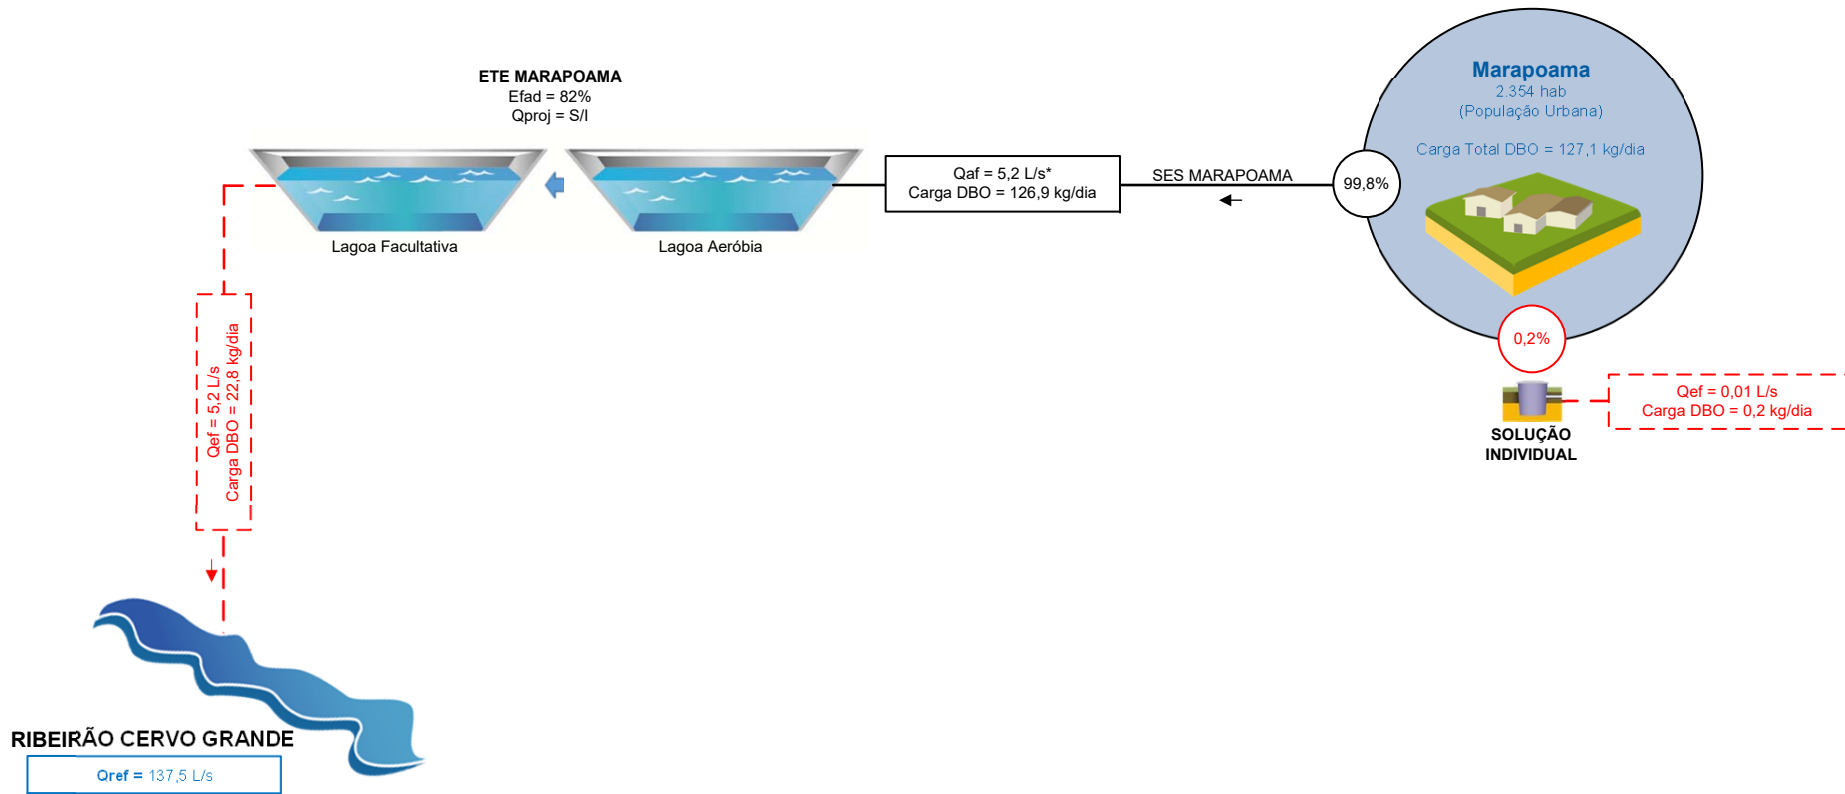 ETE MARAPOAMA
Efad = 82%
Qproj = S/I
Lagoa Facultativa
Lagoa Aeróbia
Qaf = 5,2 L/s*
Carga DBO = 126,9 kg/dia
SES MARAPOAMA
99,8%
Marapoama
2.354 hab
(População Urbana)
Carga Total DBO = 127,1 kg/dia
0,2%
SOLUÇÃO
INDIVIDUAL
Qef = 0,01 L/s
Carga DBO = 0,2 kg/dia
Qef = 5,2 L/s
Carga DBO = 22,8 kg/dia
RIBEIRÃO CERVO GRANDE
Qref = 137,5 L/s